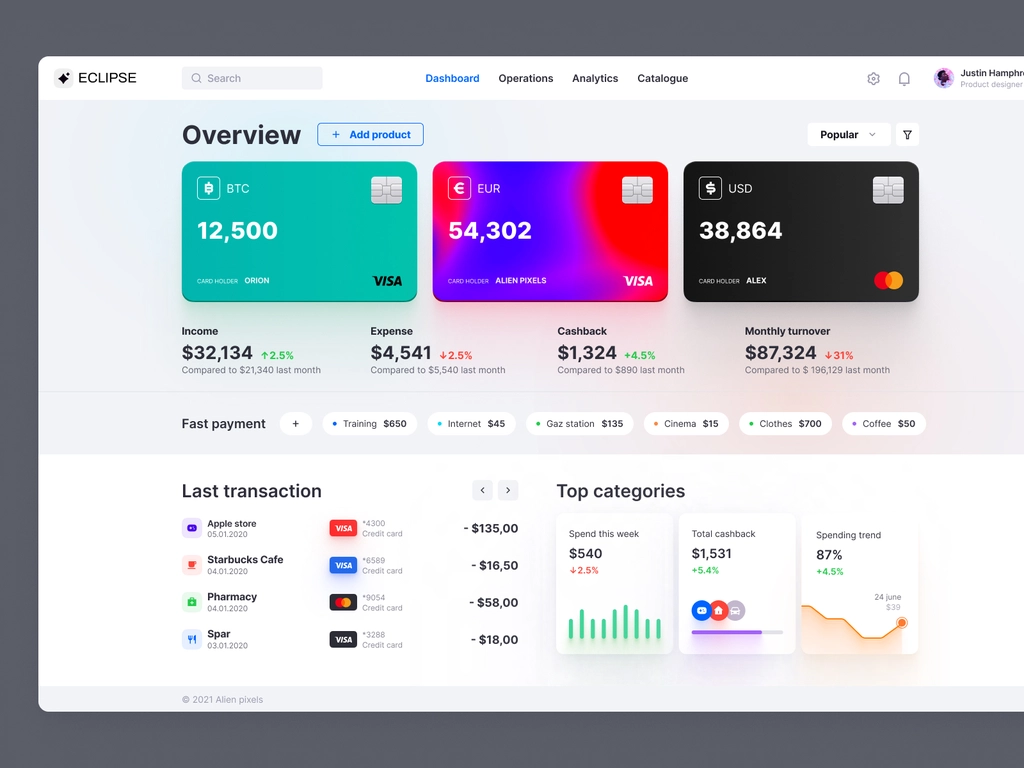 ECLIPSE
Search
Dashboard Operations Analytics Catalogue
Justin Hamphr
Product designer
Overview
+ Add product
Popular
BTC
12,500
CARD HOLDER ORION
VISA
EUR
54,302
CARD HOLDER ALIEN PIXELS
VISA
USD
38,864
CARD HOLDER ALEX
Income
$32,134 ↑2.5%
Compared to $21,340 last month
Expense
$4,541 ↓2.5%
Compared to $5,540 last month
Cashback
$1,324 +4.5%
Compared to $890 last month
Monthly turnover
$87,324 ↓31%
Compared to $ 196,129 last month
Fast payment
+
Training $650
Internet $45
Gaz station $135
Cinema $15
Clothes $700
Coffee $50
Last transaction
Apple store
05.01.2020
VISA
*4300
Credit card
- $135,00
Starbucks Cafe
04.01.2020
VISA
*6589
Credit card
- $16,50
Pharmacy
04.01.2020
*9054
Credit card
- $58,00
Spar
03.01.2020
VISA
*3288
Credit card
- $18,00
Top categories
Spend this week
$540
↓2.5%
Total cashback
$1,531
+5.4%
Spending trend
87%
+4.5%
24 june
$39
© 2021 Alien pixels